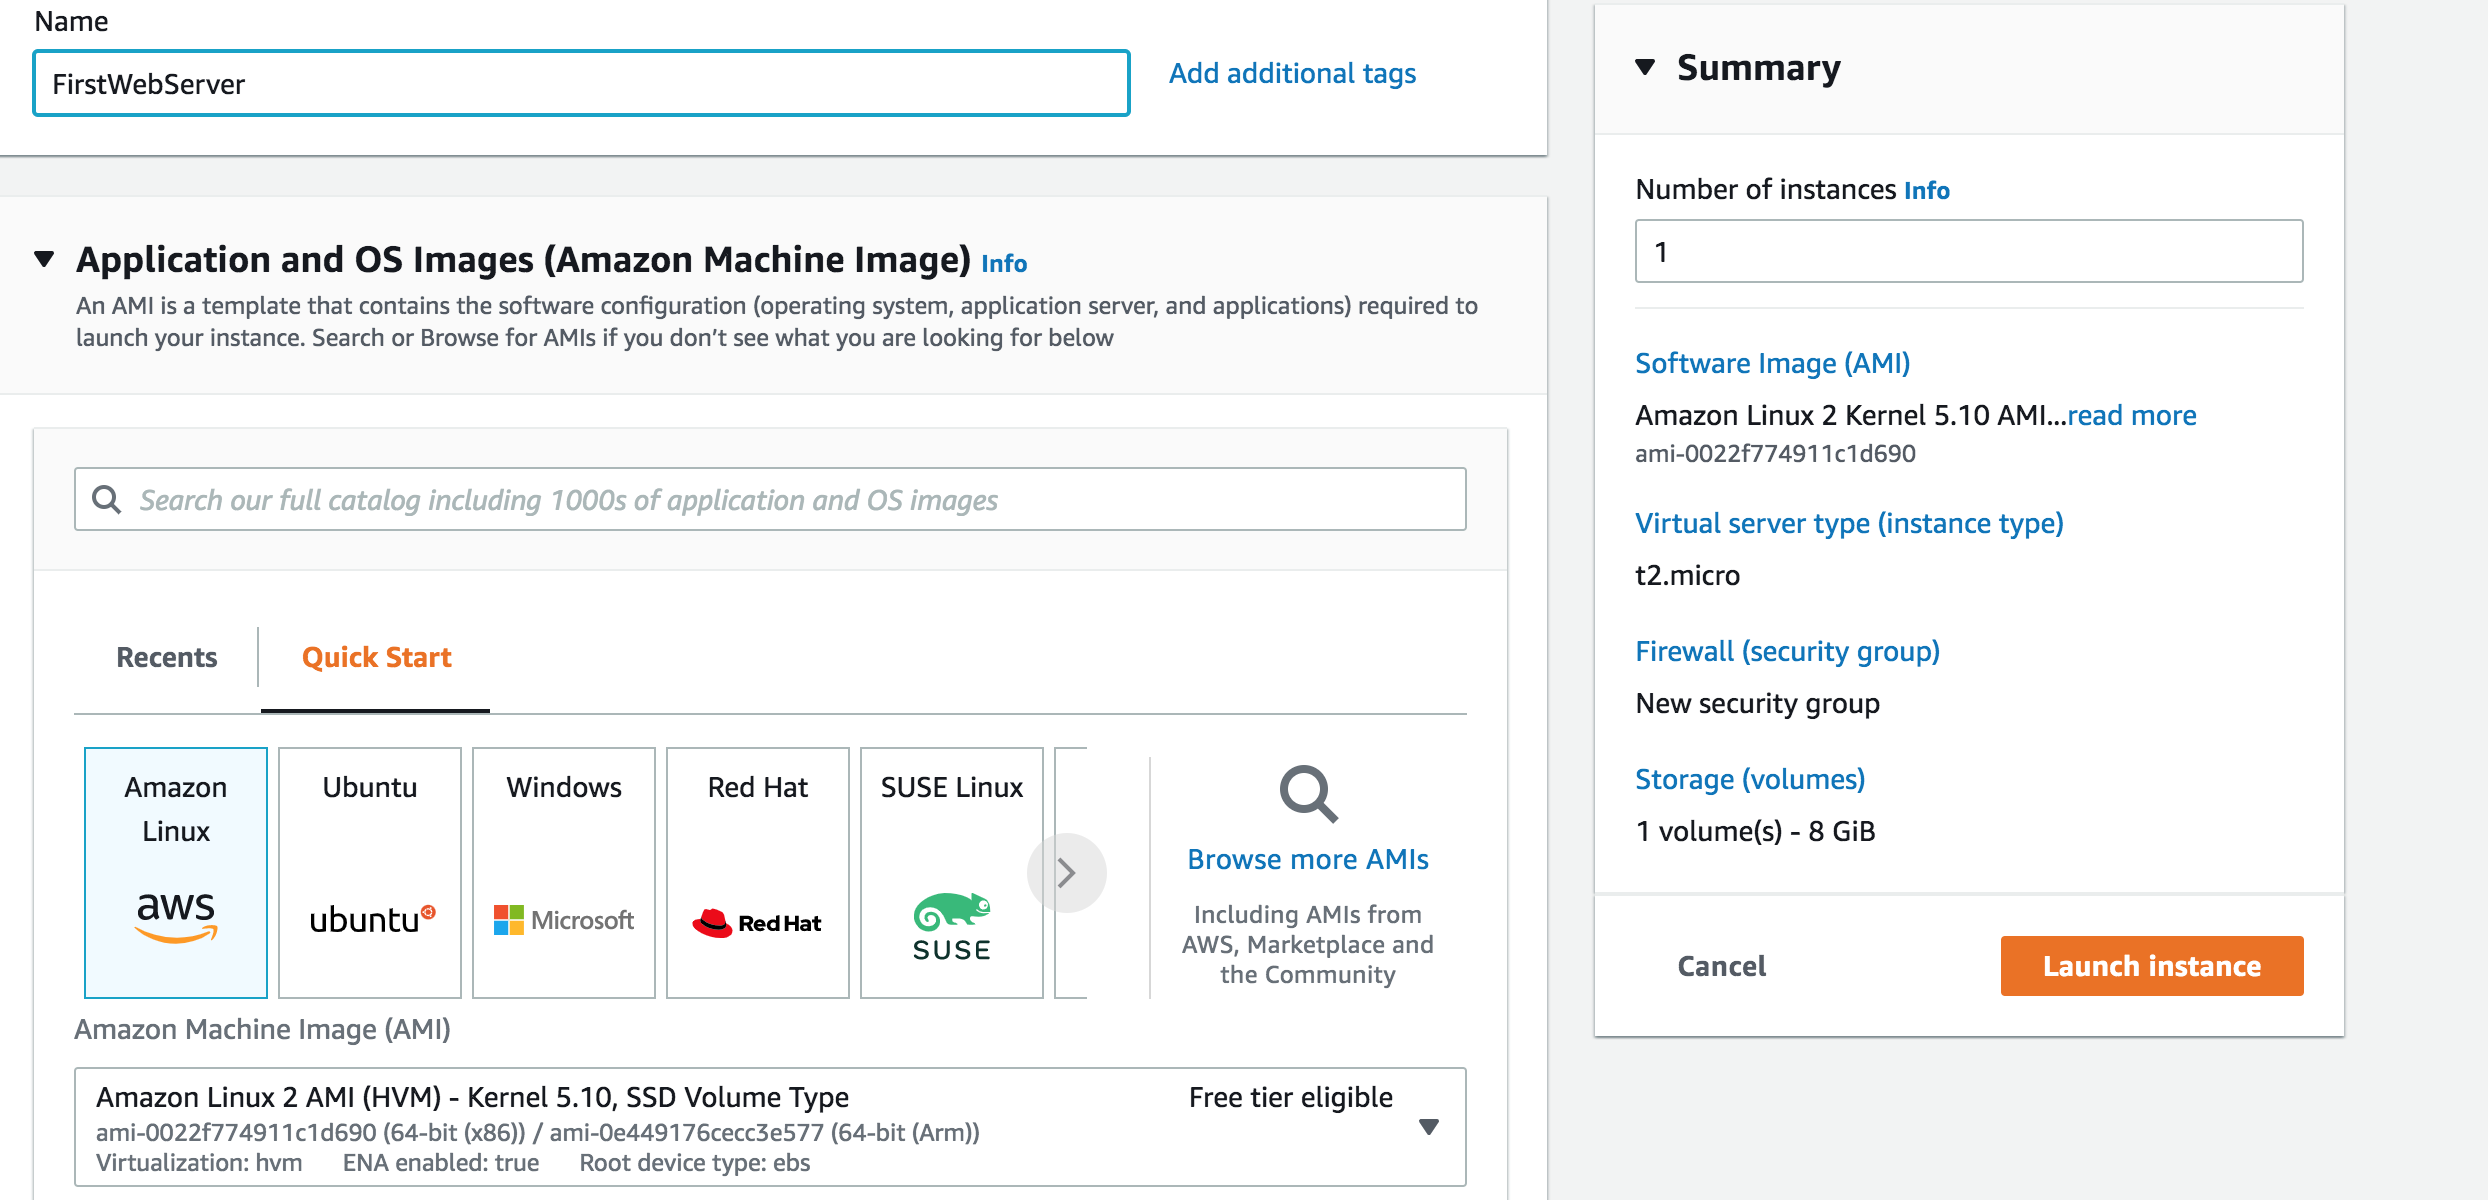 Name
FirstWebServer
Add additional tags
Application and OS Images (Amazon Machine Image) Info
An AMI is a template that contains the software configuration (operating system, application server, and applications) required to
launch your instance. Search or Browse for AMIs if you don’t see what you are looking for below
Search our full catalog including 1000s of application and OS images
Recents
Quick Start
Amazon
Linux
aws
Ubuntu
ubuntu
Windows
Microsoft
Red Hat
Red Hat
SUSE Linux
SUSE
Browse more AMIs
Including AMIs from
AWS, Marketplace and
the Community
Amazon Machine Image (AMI)
Amazon Linux 2 AMI (HVM) - Kernel 5.10, SSD Volume Type
Free tier eligible
ami-0022f774911c1d690 (64-bit (x86)) / ami-0e449176cecc3e577 (64-bit (Arm))
Virtualization: hvm ENA enabled: true Root device type: ebs
Summary
Number of instances Info
1
Software Image (AMI)
Amazon Linux 2 Kernel 5.10 AMI...read more
ami-0022f774911c1d690
Virtual server type (instance type)
t2.micro
Firewall (security group)
New security group
Storage (volumes)
1 volume(s) - 8 GiB
Cancel
Launch instance